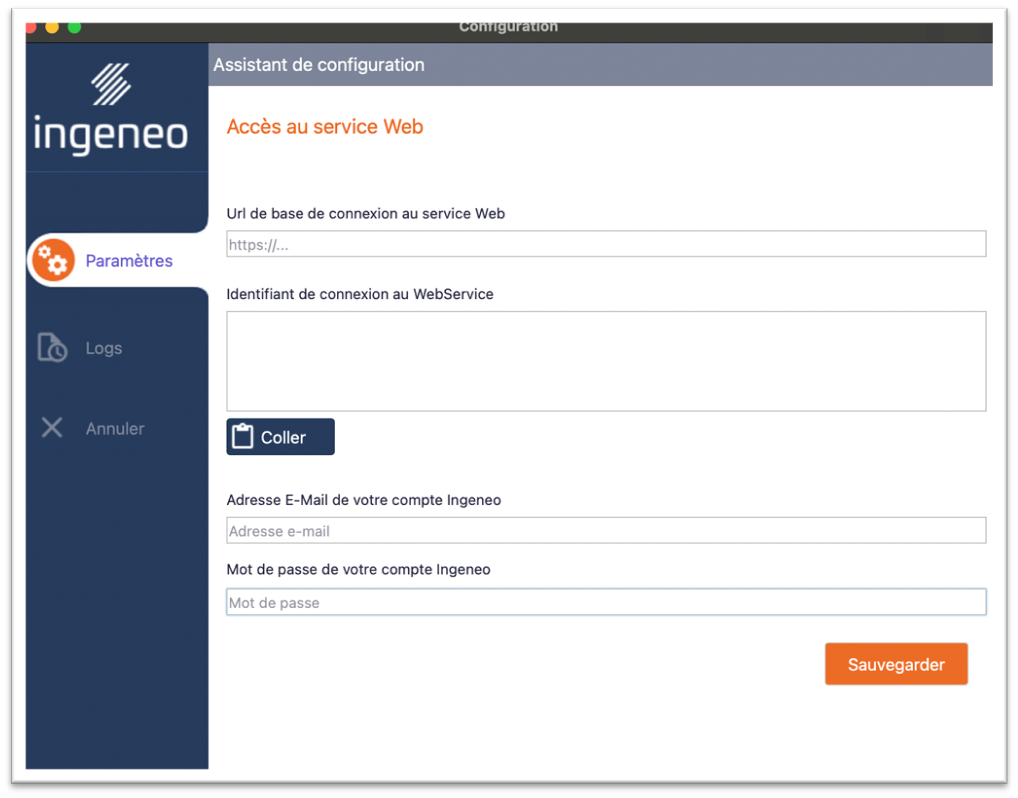 Configuration
ingeneo
Assistant de configuration
Accès au service Web
Url de base de connexion au service Web
https://...
Paramètres
Identifiant de connexion au WebService
Logs
Annuler
Coller
Adresse E-Mail de votre compte Ingeneo
Adresse e-mail
Mot de passe de votre compte Ingeneo
Mot de passe
Sauvegarder